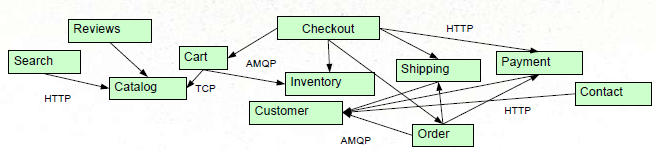 Reviews
Checkout
HTTP
Search
Cart
AMQP
Shipping
Payment
Catalog
TCP
Inventory
HTTP
Customer
Contact
HTTP
AMQP
Order